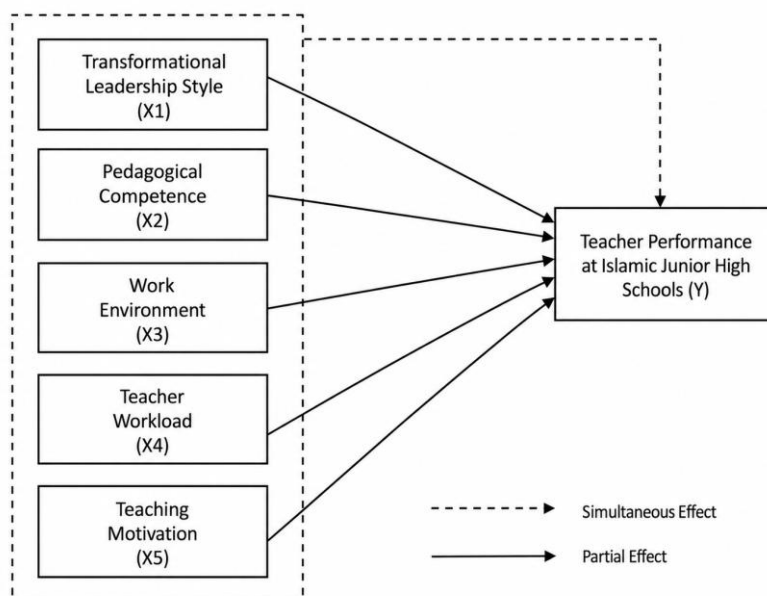 Transformational
Leadership Style
(X1)
Pedagogical
Competence
(X2)
Work
Environment
(X3)
Teacher
Workload
(X4)
Teaching
Motivation
(X5)
Teacher Performance
at Islamic Junior High
Schools (Y)
Simultaneous Effect
Partial Effect